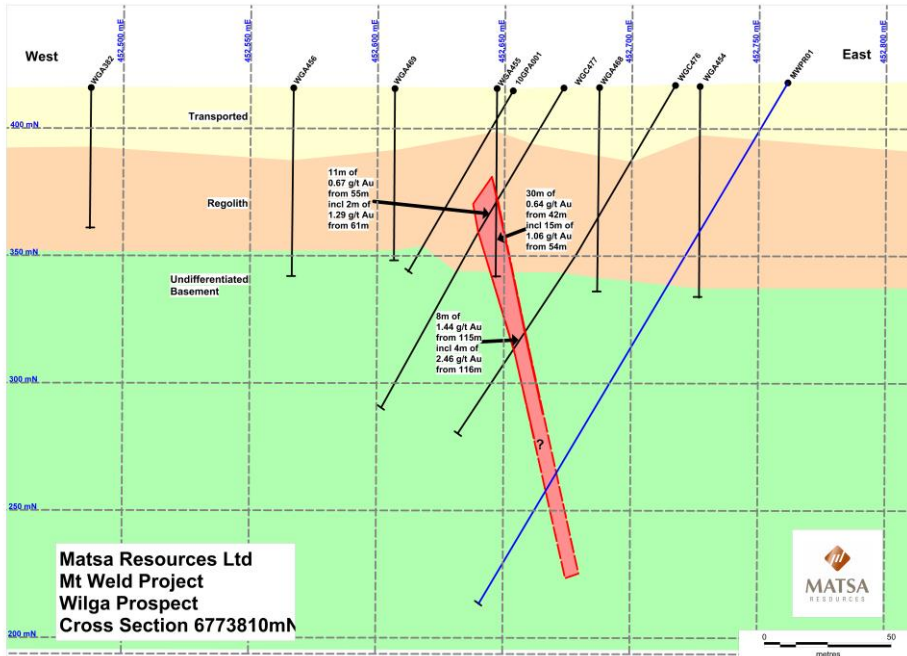 452,500 mE
452,550 mE
452,600 mE
452,650 mE
452,700 mE
452,750 mE
452,800 mE
West
East
WGA382
WGA456
WGA469
WGA455
10GPA001
WGC477
WGA468
WGC476
WGA454
MWPR01
Transported
400 mN
11m of
0.67 g/t Au
from 55m
incl 2m of
1.29 g/t Au
from 61m
30m of
0.64 g/t Au
from 42m
incl 15m of
1.06 g/t Au
from 54m
Regolith
350 mN
Undifferentiated
Basement
8m of
1.44 g/t Au
from 115m
incl 4m of
2.46 g/t Au
from 116m
300 mN
?
250 mN
Matsa Resources Ltd
Mt Weld Project
Wilga Prospect
Cross Section 6773810mN
MATSA
RESOURCES
200 mN
0 50
metres